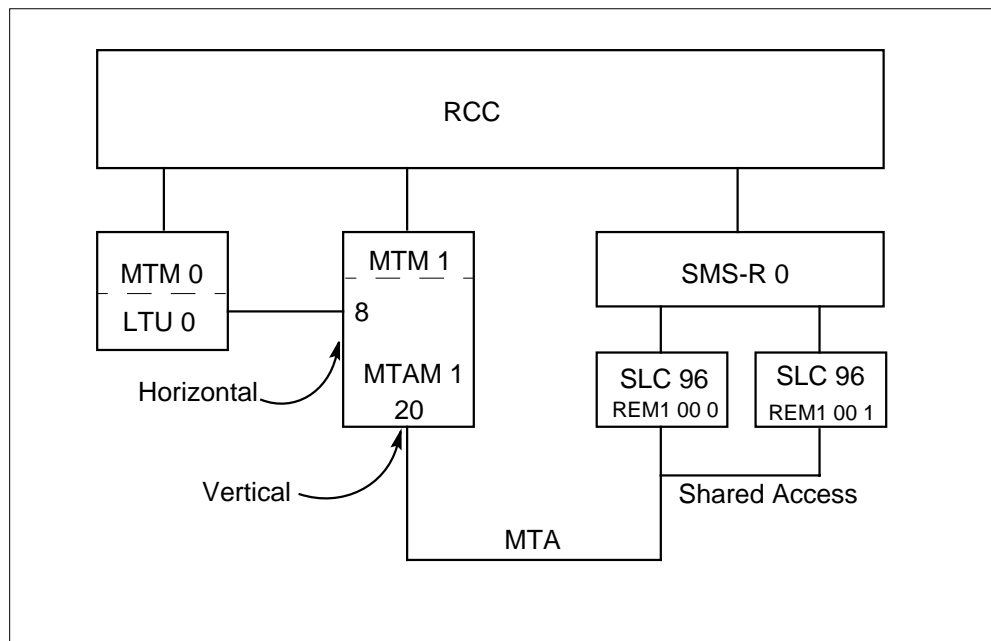 RCC
MTM 0
LTU 0
MTM 1
8
MTAM 1
20
SMS-R 0
SLC 96
REM1 00 0
SLC 96
REM1 00 1
Horizontal
Vertical
Shared Access
MTA